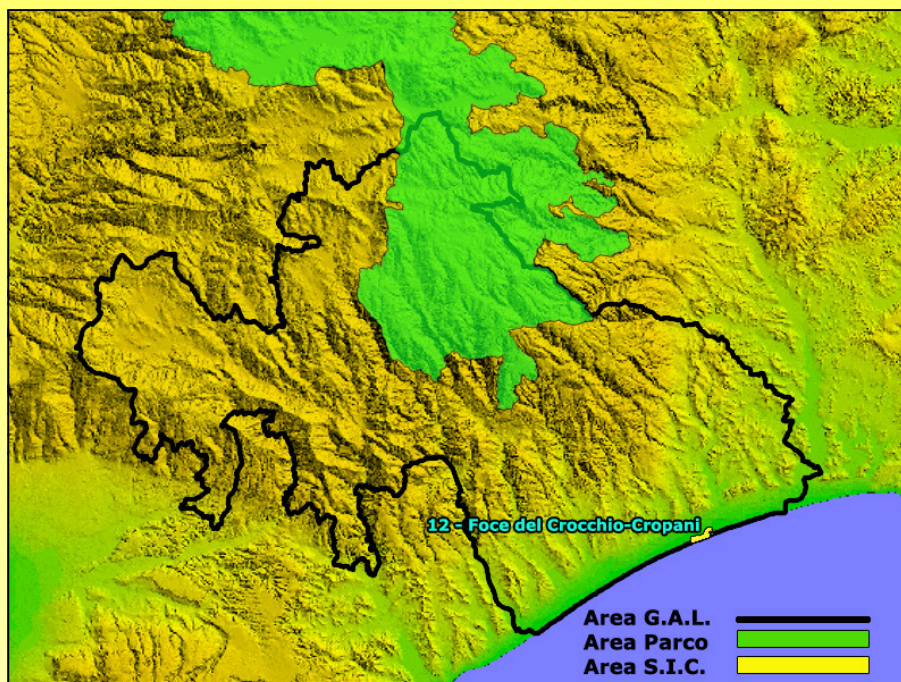 12 - Foce del Crocchio-Cropani
Area G.A.L.
Area Parco
Area S.I.C.